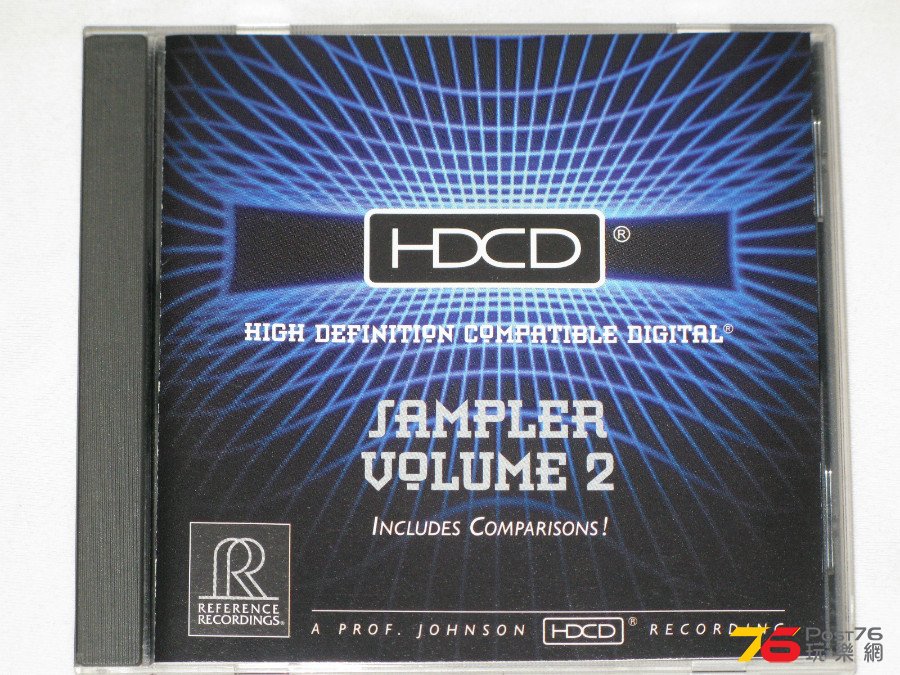 HDCD ®
HIGH DEFINITION COMPATIBLE DIGITAL®
SAMPLER
VOLUME 2
INCLUDES COMPARISONS!
R
REFERENCE
RECORDINGS®
A PROF. JOHNSON HDCD ® RECORDING
76 POST76
玩樂網